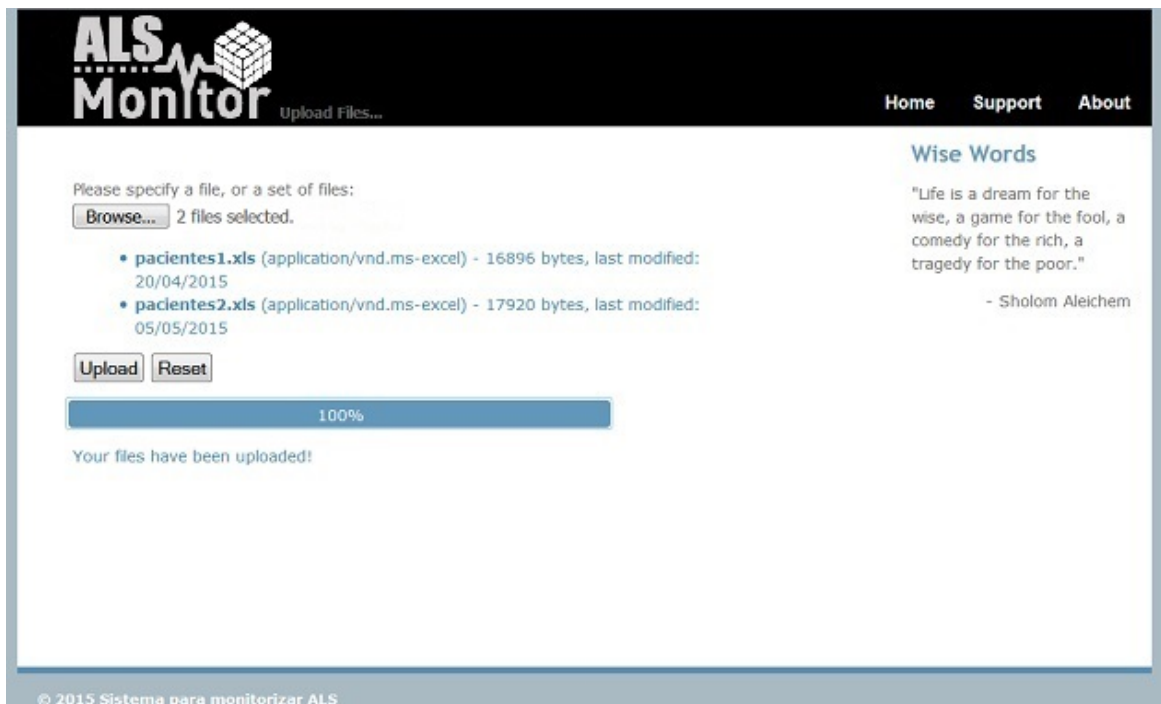 ALS
Monitor Upload Files...
Home Support About
Please specify a file, or a set of files:
Browse... 2 files selected.
• pacientes1.xls (application/vnd.ms-excel) - 16896 bytes, last modified:
20/04/2015
• pacientes2.xls (application/vnd.ms-excel) - 17920 bytes, last modified:
05/05/2015
Upload Reset
100%
Your files have been uploaded!
Wise Words
"Life is a dream for the
wise, a game for the fool, a
comedy for the rich, a
tragedy for the poor."
- Sholom Aleichem
© 2015 Sistema para monitorizar ALS